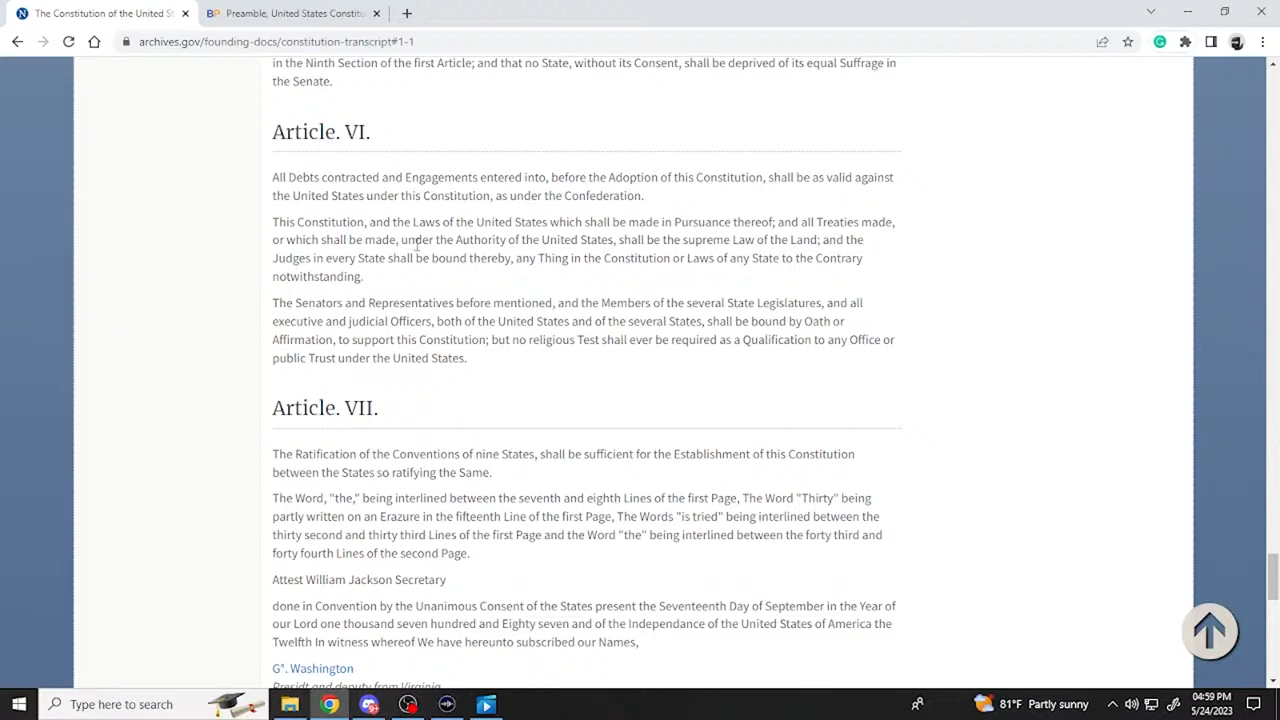 The Constitution of the United S
Preamble, United States Constitu
archives.gov/founding-docs/constitution-transcript#1-1
in the Ninth Section of the first Article; and that no State, without its Consent, shall be deprived of its equal Suffrage in
the Senate.
Article. VI.
All Debts contracted and Engagements entered into, before the Adoption of this Constitution, shall be as valid against
the United States under this Constitution, as under the Confederation.
This Constitution, and the Laws of the United States which shall be made in Pursuance thereof; and all Treaties made,
or which shall be made, under the Authority of the United States, shall be the supreme Law of the Land; and the
Judges in every State shall be bound thereby, any Thing in the Constitution or Laws of any State to the Contrary
notwithstanding.
The Senators and Representatives before mentioned, and the Members of the several State Legislatures, and all
executive and judicial Officers, both of the United States and of the several States, shall be bound by Oath or
Affirmation, to support this Constitution; but no religious Test shall ever be required as a Qualification to any Office or
public Trust under the United States.
Article. VII.
The Ratification of the Conventions of nine States, shall be sufficient for the Establishment of this Constitution
between the States so ratifying the Same.
The Word, "the," being interlined between the seventh and eighth Lines of the first Page, The Word "Thirty" being
partly written on an Erazure in the fifteenth Line of the first Page, The Words "is tried" being interlined between the
thirty second and thirty third Lines of the first Page and the Word "the" being interlined between the forty third and
forty fourth Lines of the second Page.
Attest William Jackson Secretary
done in Convention by the Unanimous Consent of the States present the Seventeenth Day of September in the Year of
our Lord one thousand seven hundred and Eighty seven and of the Independance of the United States of America the
Twelfth In witness whereof We have hereunto subscribed our Names,
G°. Washington
Presidt and deputy from Virginia
Type here to search
81°F Partly sunny
04:59 PM
5/24/2023